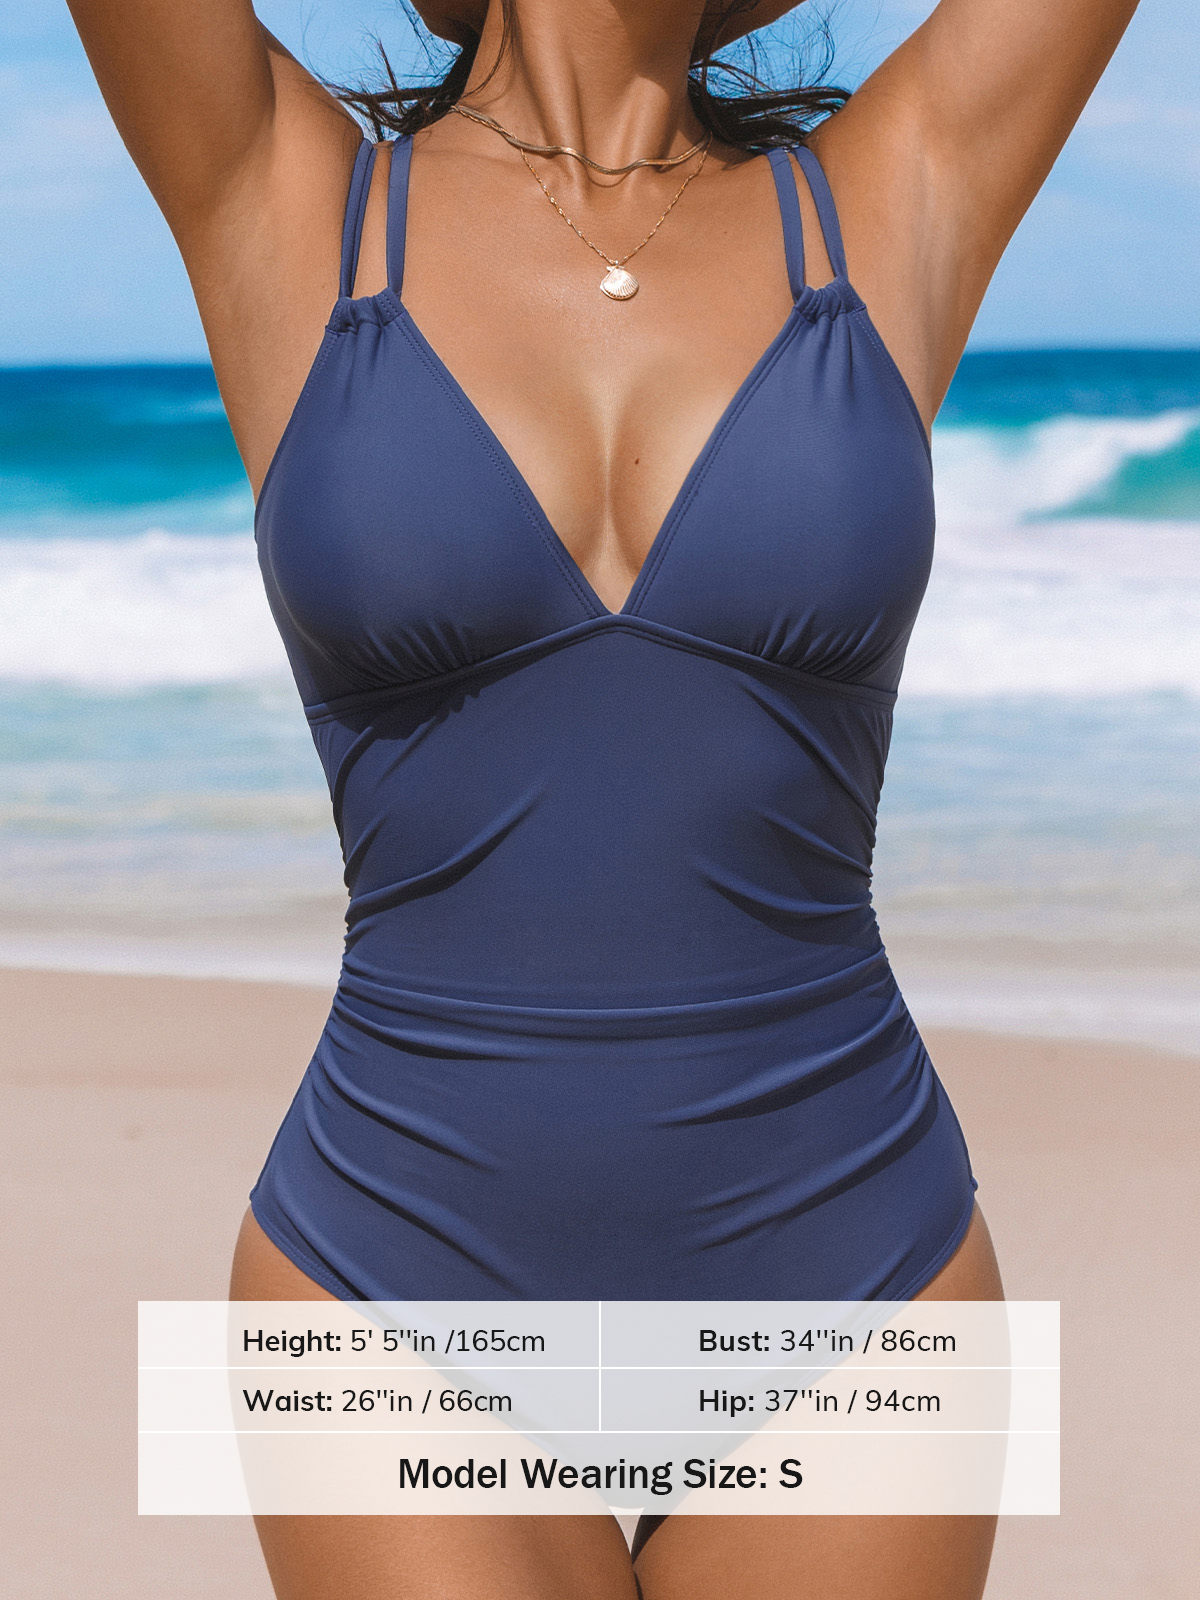 Height: 5' 5''in /165cm
Bust: 34''in / 86cm
Waist: 26''in / 66cm
Hip: 37''in / 94cm
Model Wearing Size: S